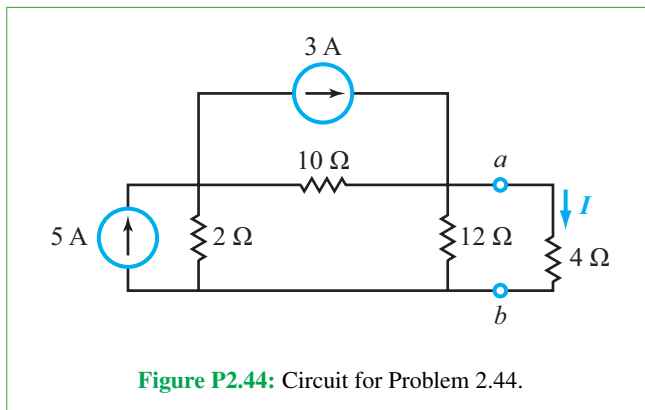 3 A
10 Ω
a
I
5 A
2 Ω
12 Ω
4 Ω
b
Figure P2.44: Circuit for Problem 2.44.